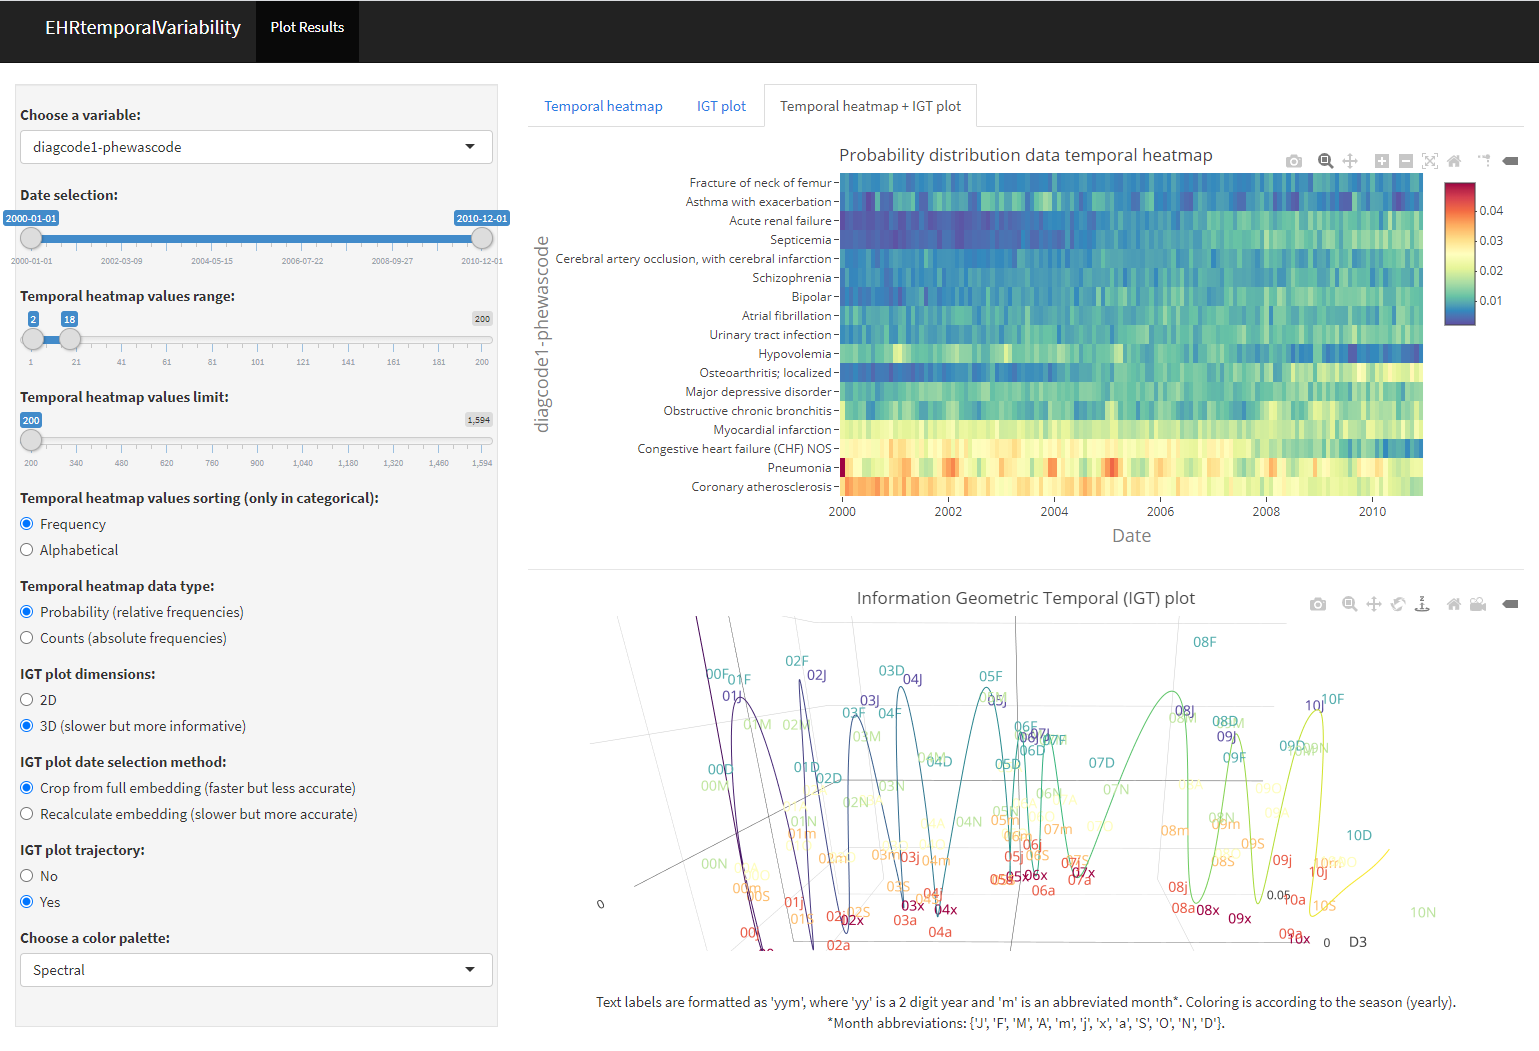 EHRtemporalVariability Plot Results
Choose a variable:
diagcode1-phewascode
Date selection:
2000-01-01 2010-12-01
2000-01-01 2002-03-09 2004-05-15 2006-07-22 2008-09-27 2010-12-01
Temporal heatmap values range:
2 18 200
1 21 41 61 81 101 121 141 161 181 200
Temporal heatmap values limit:
200 1,594
200 340 480 620 760 900 1,040 1,180 1,320 1,460 1,594
Temporal heatmap values sorting (only in categorical):
Frequency
Alphabetical
Temporal heatmap data type:
Probability (relative frequencies)
Counts (absolute frequencies)
IGT plot dimensions:
2D
3D (slower but more informative)
IGT plot date selection method:
Crop from full embedding (faster but less accurate)
Recalculate embedding (slower but more accurate)
IGT plot trajectory:
No
Yes
Choose a color palette:
Spectral
Temporal heatmap IGT plot Temporal heatmap + IGT plot
Probability distribution data temporal heatmap
diagcode1-phewascode
Fracture of neck of femur
Asthma with exacerbation
Acute renal failure
Septicemia
Cerebral artery occlusion, with cerebral infarction
Schizophrenia
Bipolar
Atrial fibrillation
Urinary tract infection
Hypovolemia
Osteoarthritis; localized
Major depressive disorder
Obstructive chronic bronchitis
Myocardial infarction
Congestive heart failure (CHF) NOS
Pneumonia
Coronary atherosclerosis
2000 2002 2004 2006 2008 2010
Date
0.04
0.03
0.02
0.01
Information Geometric Temporal (IGT) plot
08F
02F
00F 01F 02J 03D 04J 05F
01J 03J 05J 10J 10F
03F 04F 08J 08D
01M 02M 03M 06F 07J 07F 09J
04M 04D 05D 06D 07D 09F 09D 09N
00D 01D 02D
00M 03N 06N 07N
02N 05N 08N
01N 04N 05m 09m
01m 06m 07m 08m 10D
02m 03m 03j 04m 05j 06j 06S 07j 07S 08S 09S 09j 10m
00N 05x 06x 07x 07a 10j
00m 03S 04j 06a 08j 0.05 10a
01j 02S 03x 04x 08a 08x 10S 10N
0 02x 03a 09x
00j 04a 09a
02a 10x 0 D3
Text labels are formatted as 'yym', where 'yy' is a 2 digit year and 'm' is an abbreviated month*. Coloring is according to the season (yearly).
*Month abbreviations: {'J', 'F', 'M', 'A', 'm', 'j', 'x', 'a', 'S', 'O', 'N', 'D'}.